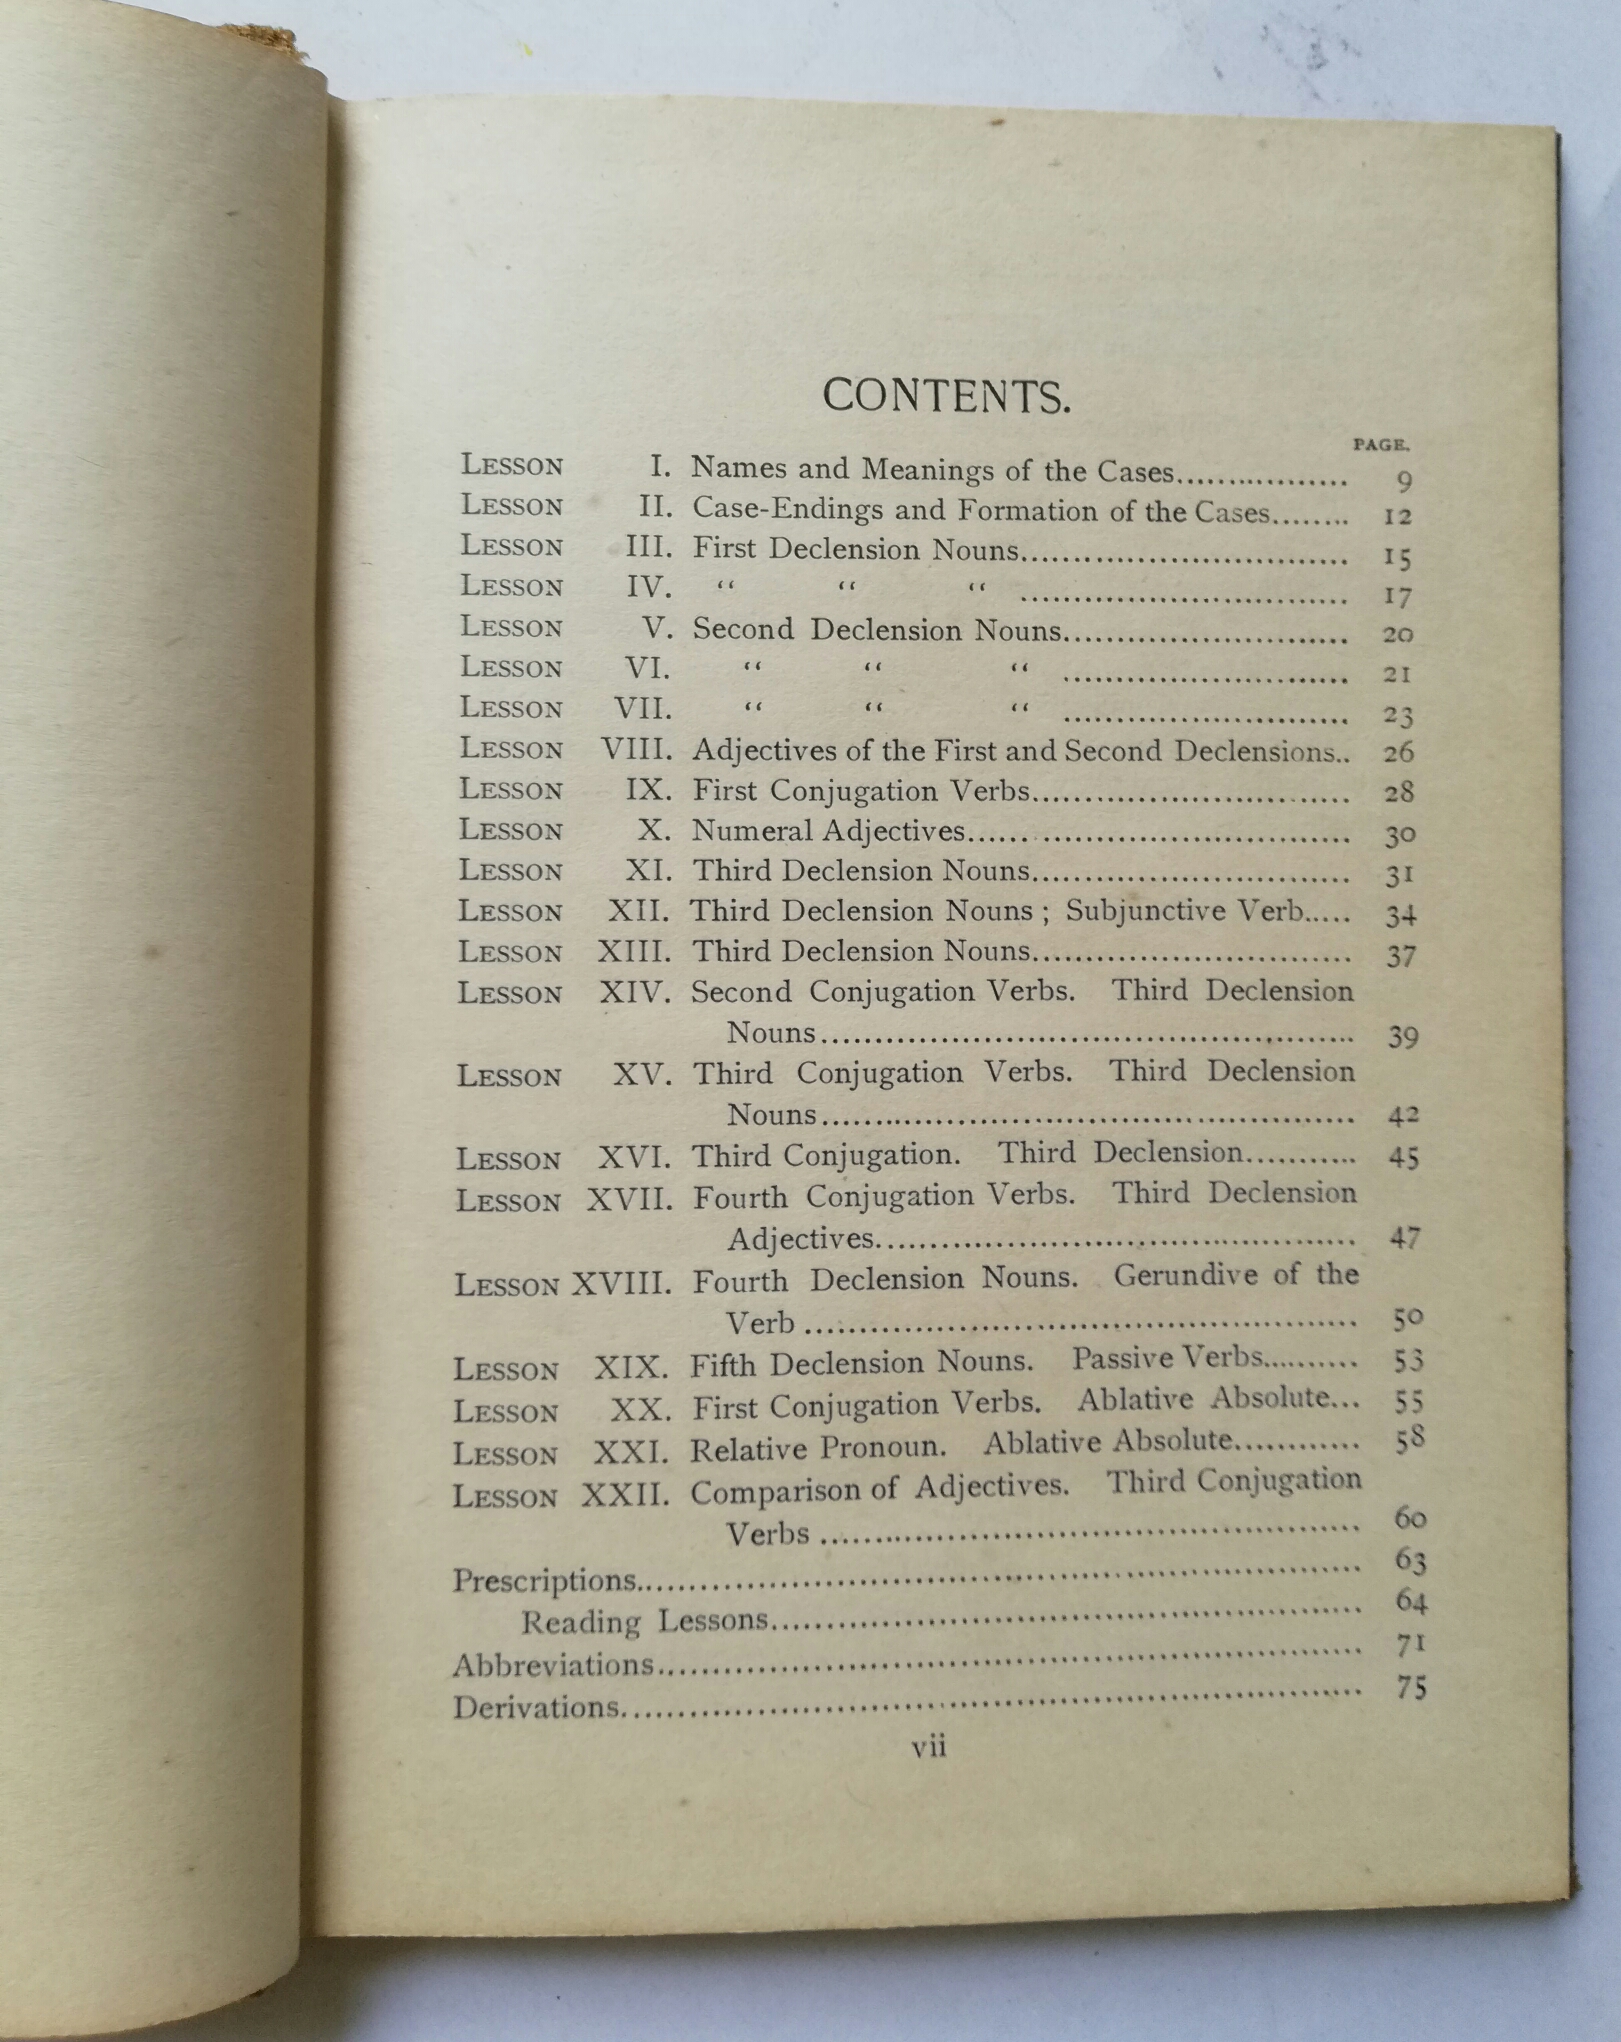 CONTENTS.
PAGE.
LESSON I. Names and Meanings of the Cases................. 9
LESSON II. Case-Endings and Formation of the Cases........ 12
LESSON III. First Declension Nouns............................... 15
LESSON IV. “ “ “ ............................... 17
LESSON V. Second Declension Nouns........................... 20
LESSON VI. “ “ “ ........................... 21
LESSON VII. “ “ “ ........................... 23
LESSON VIII. Adjectives of the First and Second Declensions.. 26
LESSON IX. First Conjugation Verbs.............................. 28
LESSON X. Numeral Adjectives.................................... 30
LESSON XI. Third Declension Nouns.............................. 31
LESSON XII. Third Declension Nouns ; Subjunctive Verb..... 34
LESSON XIII. Third Declension Nouns.............................. 37
LESSON XIV. Second Conjugation Verbs. Third Declension
Nouns.................................................. 39
LESSON XV. Third Conjugation Verbs. Third Declension
Nouns.................................................. 42
LESSON XVI. Third Conjugation. Third Declension........... 45
LESSON XVII. Fourth Conjugation Verbs. Third Declension
Adjectives............................................. 47
LESSON XVIII. Fourth Declension Nouns. Gerundive of the
Verb .................................................... 50
LESSON XIX. Fifth Declension Nouns. Passive Verbs.......... 53
LESSON XX. First Conjugation Verbs. Ablative Absolute... 55
LESSON XXI. Relative Pronoun. Ablative Absolute............ 58
LESSON XXII. Comparison of Adjectives. Third Conjugation
Verbs .................................................. 60
Prescriptions.................................................................... 63
Reading Lessons........................................................ 64
Abbreviations.................................................................. 71
Derivations...................................................................... 75
vii